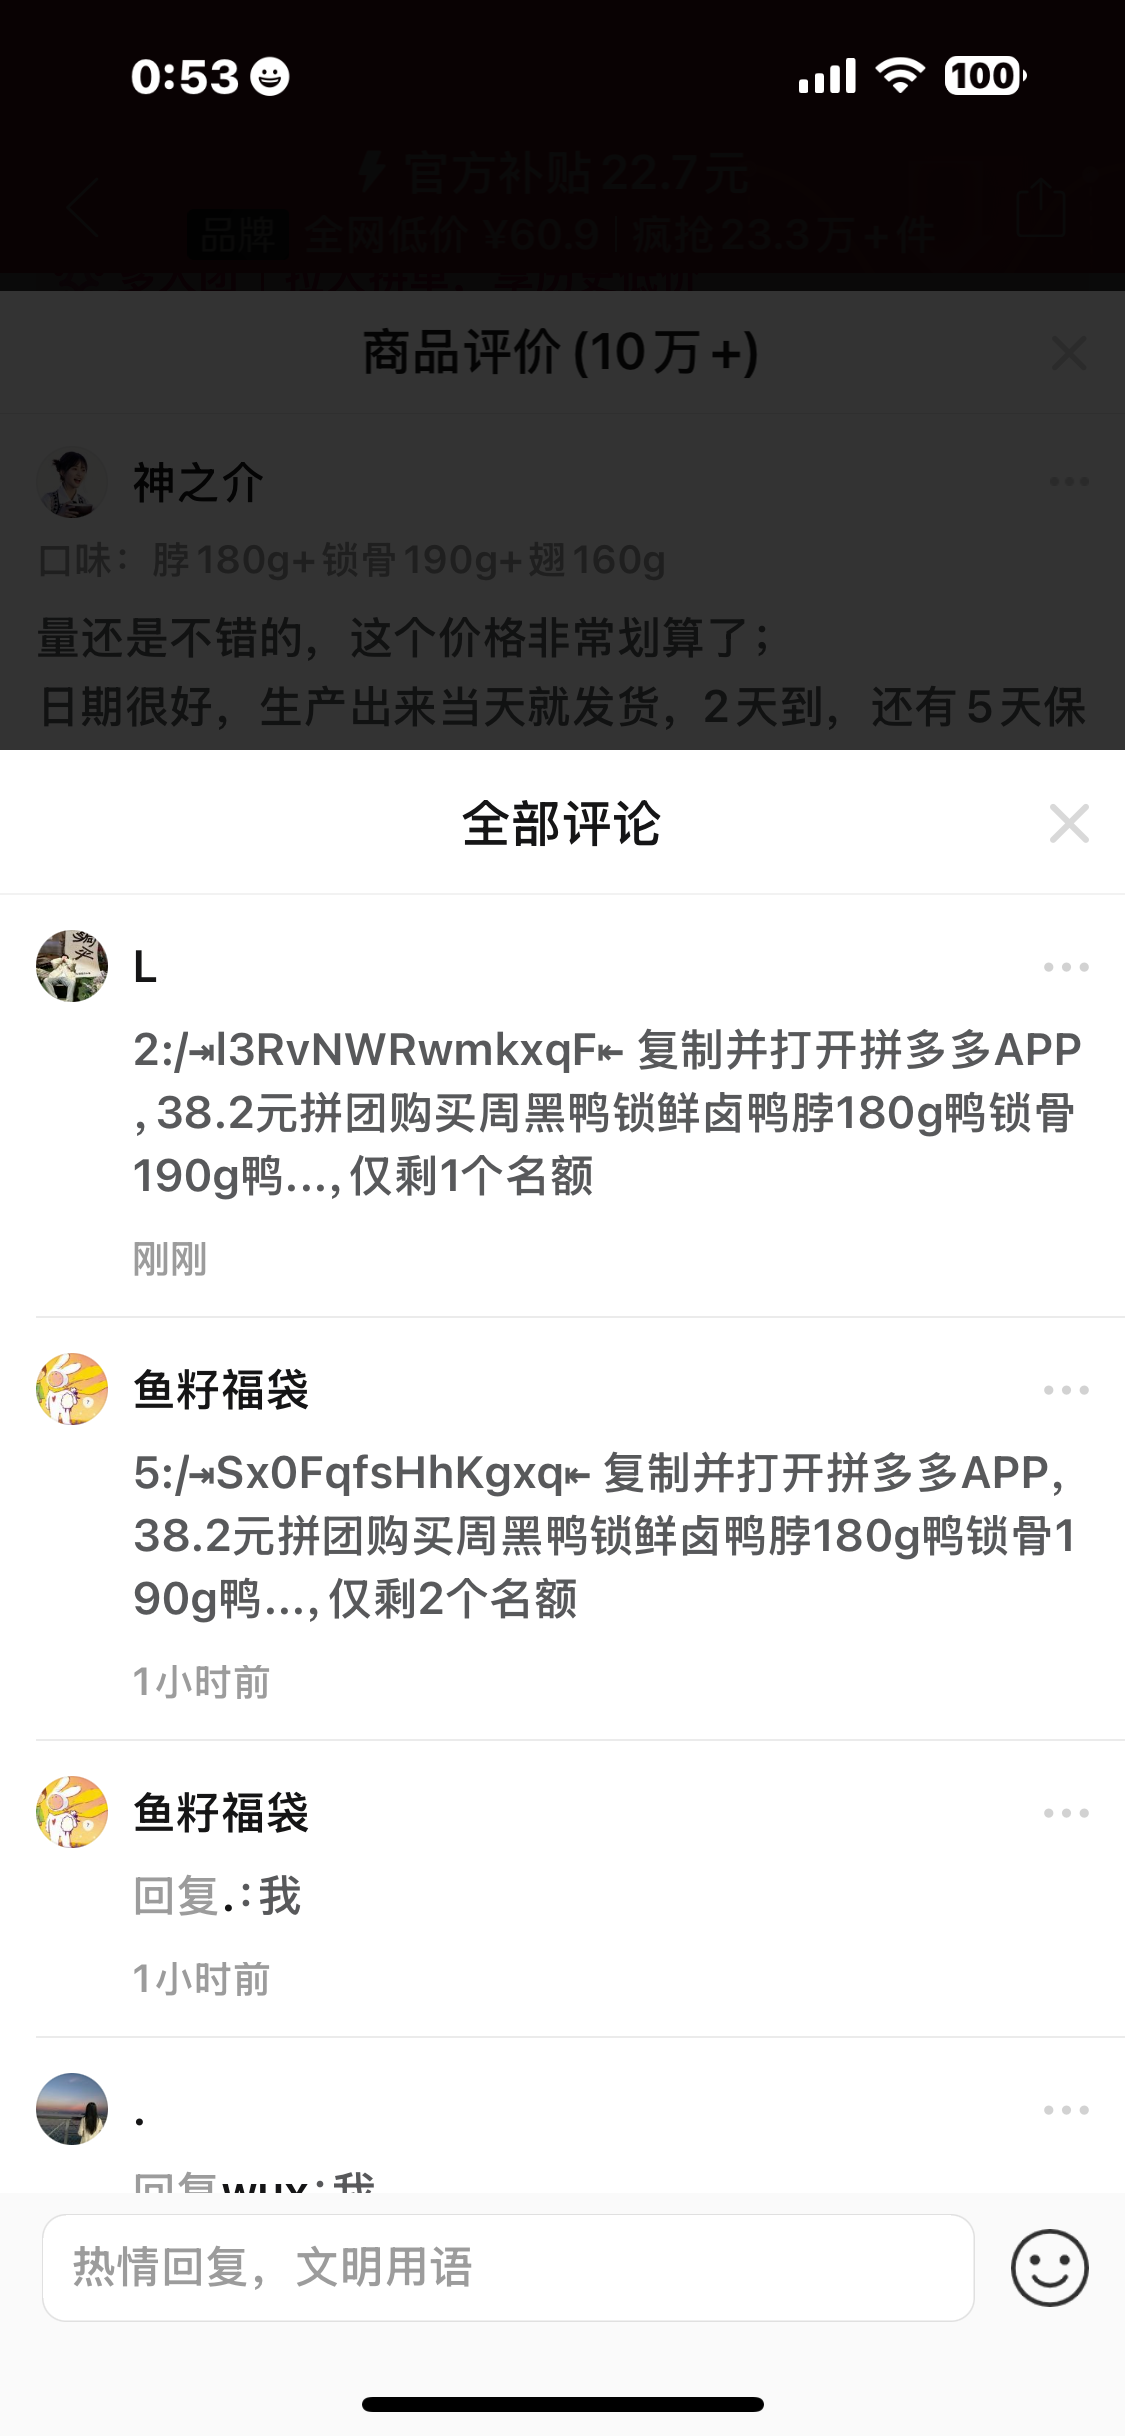 0:53
100
官方补贴22.7元
品牌 全网低价 ¥60.9|疯抢23.3万+件
商品评价(10万+)
神之介
口味：脖180g+锁骨190g+翅160g
量还是不错的，这个价格非常划算了；
日期很好，生产出来当天就发货，2天到，还有5天保
全部评论
L
2:/⇥l3RvNWRwmkxqF⇤ 复制并打开拼多多APP
,38.2元拼团购买周黑鸭锁鲜卤鸭脖180g鸭锁骨
190g鸭...,仅剩1个名额
刚刚
鱼籽福袋
5:/⇥Sx0FqfsHhKgxq⇤ 复制并打开拼多多APP,
38.2元拼团购买周黑鸭锁鲜卤鸭脖180g鸭锁骨1
90g鸭...,仅剩2个名额
1小时前
鱼籽福袋
回复.:我
1小时前
.
回复wux:我
热情回复，文明用语